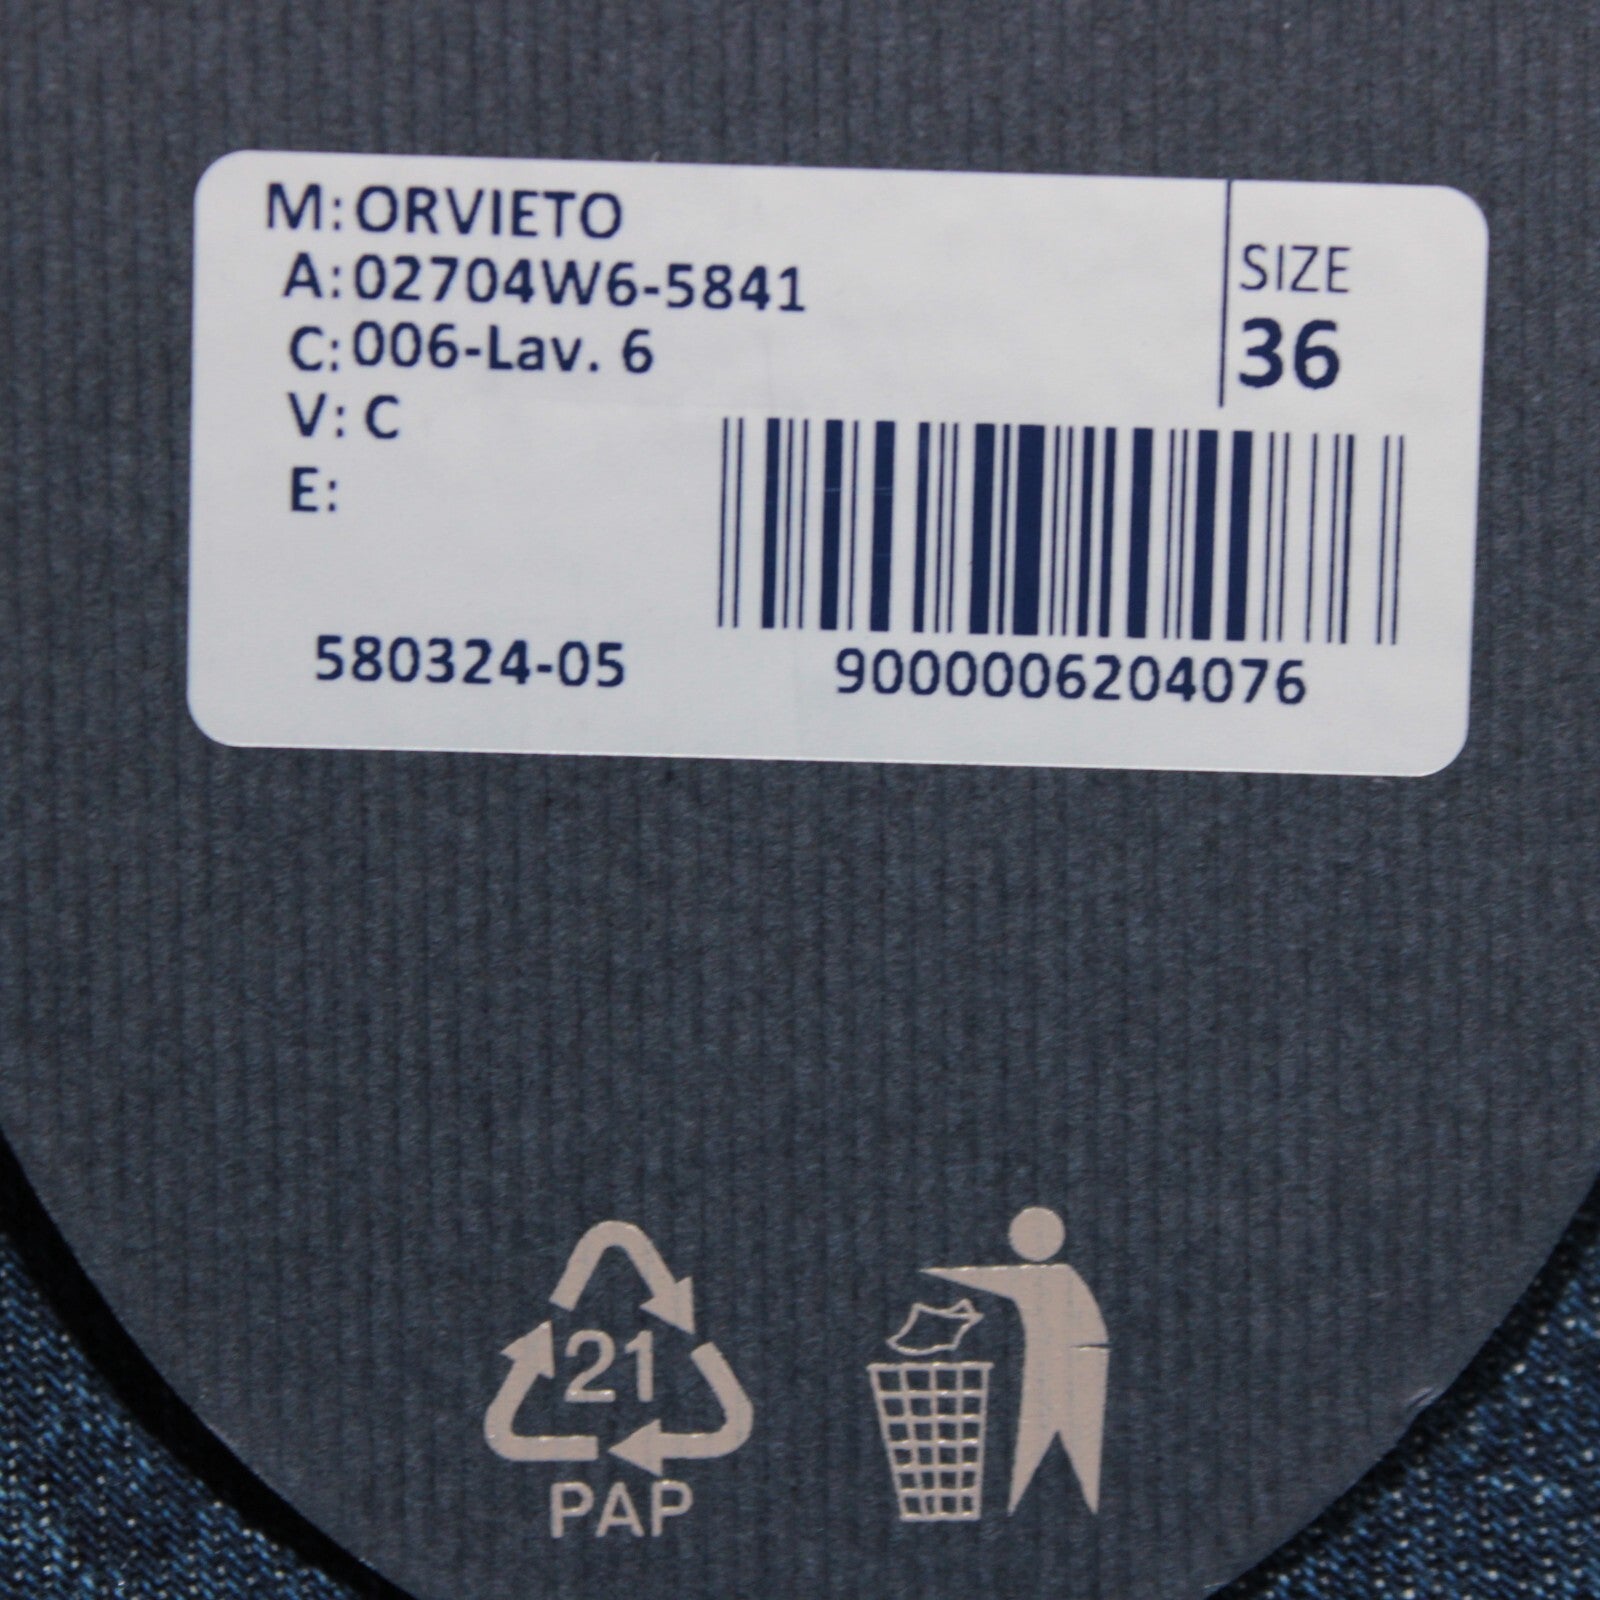 M: ORVIETO
A: 02704W6-5841
C: 006-Lav. 6
V: C
E:
SIZE
36
580324-05
9000006204076
21
PAP